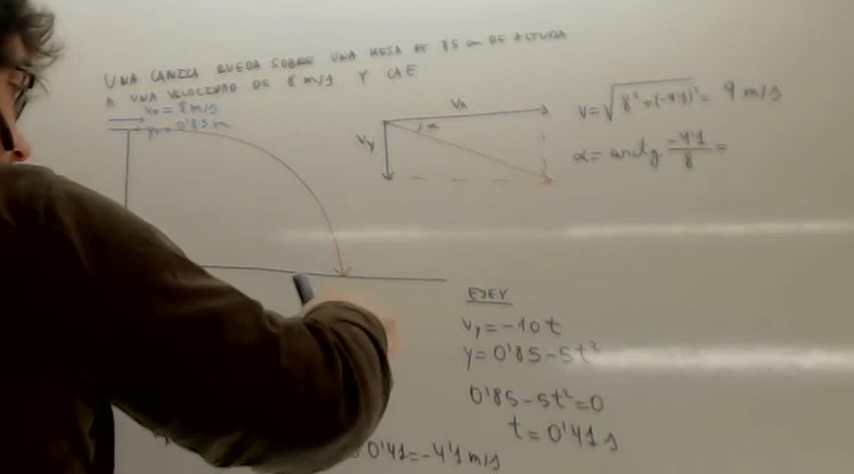 UNA CANICA RUEDA SOBRE UNA MESA DE 85 cm DE ALTURA
A UNA VELOCIDAD DE 8 m/s Y CAE
v₀ = 8 m/s
y₀ = 0'85 m
Vx
α
Vy
V = √8² + (-4'1)² = 9 m/s
α = arctg -4'1/8 =
EJE Y
Vy = -10t
y = 0'85 - 5t²
0'85 - 5t² = 0
t = 0'41 s
0'41 = -4'1 m/s